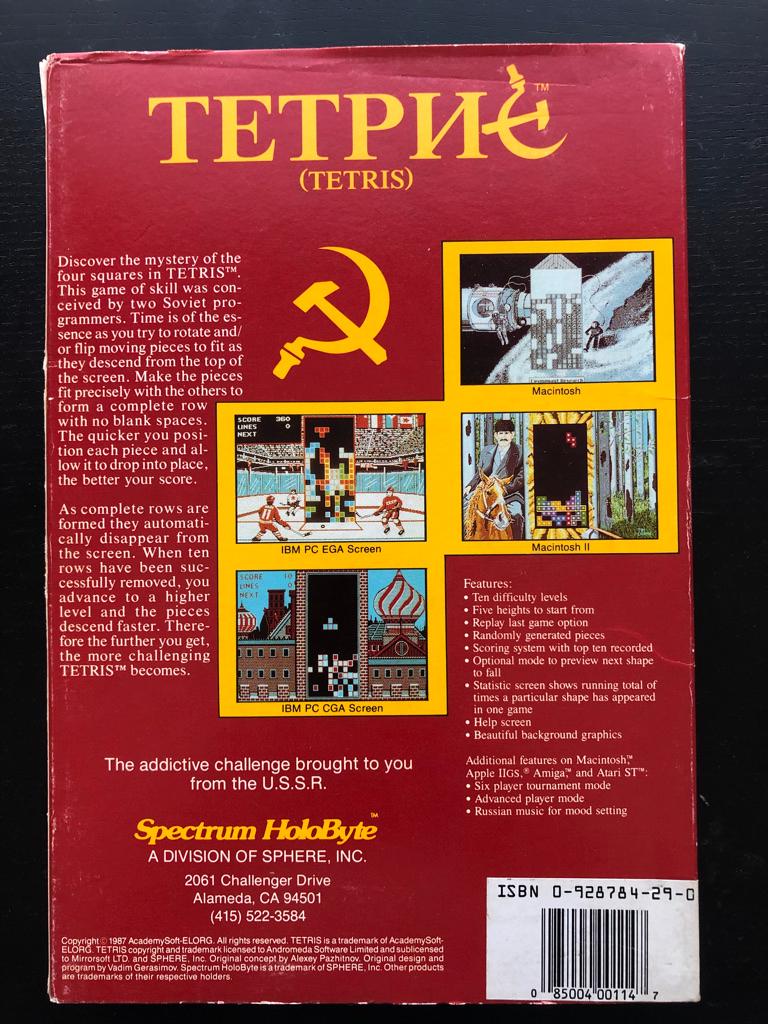 ТЕТРИС™
(TETRIS)
Discover the mystery of the
four squares in TETRIS™.
This game of skill was con-
ceived by two Soviet pro-
grammers. Time is of the es-
sence as you try to rotate and/
or flip moving pieces to fit as
they descend from the top of
the screen. Make the pieces
fit precisely with the others to
form a complete row
with no blank spaces.
The quicker you posi-
tion each piece and al-
low it to drop into place,
the better your score.
As complete rows are
formed they automati-
cally disappear from
the screen. When ten
rows have been suc-
cessfully removed, you
advance to a higher
level and the pieces
descend faster. There-
fore the further you get,
the more challenging
TETRIS™ becomes.
Macintosh
SCORE 360
LINES 0
NEXT
IBM PC EGA Screen
Macintosh II
SCORE 10
LINES 0
NEXT
IBM PC CGA Screen
Features:
• Ten difficulty levels
• Five heights to start from
• Replay last game option
• Randomly generated pieces
• Scoring system with top ten recorded
• Optional mode to preview next shape
to fall
• Statistic screen shows running total of
times a particular shape has appeared
in one game
• Help screen
• Beautiful background graphics
Additional features on Macintosh,™
Apple IIGS,® Amiga,™ and Atari ST™:
• Six player tournament mode
• Advanced player mode
• Russian music for mood setting
The addictive challenge brought to you
from the U.S.S.R.
Spectrum HoloByte™
A DIVISION OF SPHERE, INC.
2061 Challenger Drive
Alameda, CA 94501
(415) 522-3584
Copyright © 1987 AcademySoft-ELORG. All rights reserved. TETRIS is a trademark of AcademySoft-
ELORG. TETRIS copyright and trademark licensed to Andromeda Software Limited and sublicensed
to Mirrorsoft LTD. and SPHERE, Inc. Original concept by Alexey Pazhitnov. Original design and
program by Vadim Gerasimov. Spectrum HoloByte is a trademark of SPHERE, Inc. Other products
are trademarks of their respective holders.
ISBN 0-928784-29-0
0 85004 00114 7